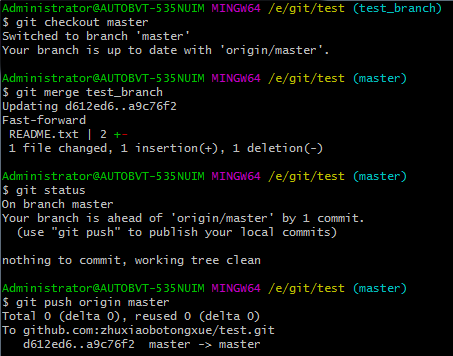 Administrator@AUTOBVT-535NUIM MINGW64 /e/git/test (test_branch)
$ git checkout master
Switched to branch 'master'
Your branch is up to date with 'origin/master'.
Administrator@AUTOBVT-535NUIM MINGW64 /e/git/test (master)
$ git merge test_branch
Updating d612ed6..a9c76f2
Fast-forward
 README.txt | 2 +-
 1 file changed, 1 insertion(+), 1 deletion(-)
Administrator@AUTOBVT-535NUIM MINGW64 /e/git/test (master)
$ git status
On branch master
Your branch is ahead of 'origin/master' by 1 commit.
  (use "git push" to publish your local commits)
nothing to commit, working tree clean
Administrator@AUTOBVT-535NUIM MINGW64 /e/git/test (master)
$ git push origin master
Total 0 (delta 0), reused 0 (delta 0)
To github.com:zhuxiaobotongxue/test.git
   d612ed6..a9c76f2  master -> master